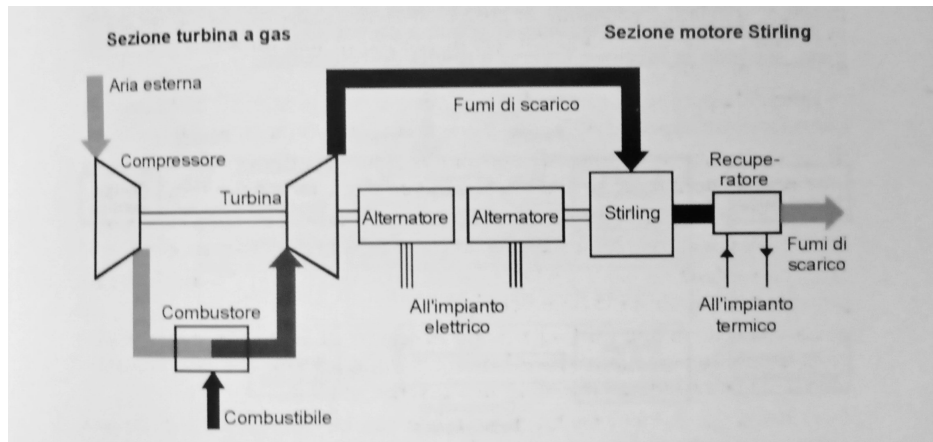 Sezione turbina a gas
Sezione motore Stirling
Aria esterna
Fumi di scarico
Compressore
Recupe-
ratore
Turbina
Alternatore
Alternatore
Stirling
Fumi di
scarico
All'impianto
elettrico
All'impianto
termico
Combustore
Combustibile